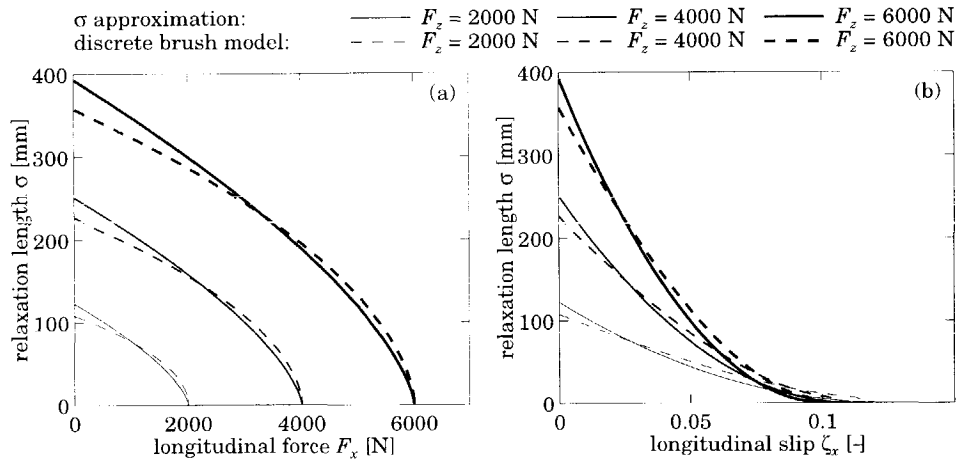 σ approximation: F_z = 2000 N F_z = 4000 N F_z = 6000 N
discrete brush model: F_z = 2000 N F_z = 4000 N F_z = 6000 N
(a)
relaxation length σ [mm]
400
300
200
100
0
0 2000 4000 6000
longitudinal force F_x [N]
(b)
relaxation length σ [mm]
400
300
200
100
0
0 0.05 0.1
longitudinal slip ζ_x [-]